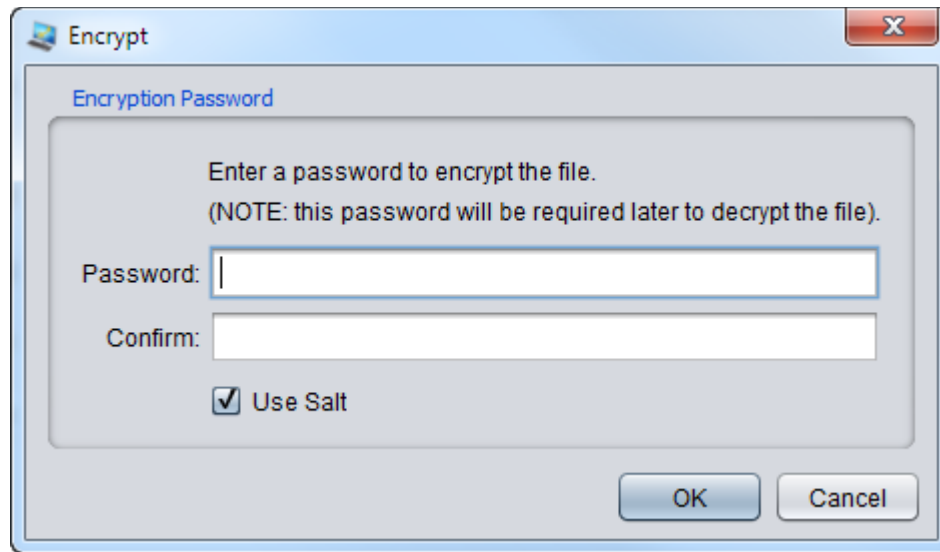 Encrypt
Encryption Password
Enter a password to encrypt the file.
(NOTE: this password will be required later to decrypt the file).
Password:
Confirm:
Use Salt
OK Cancel